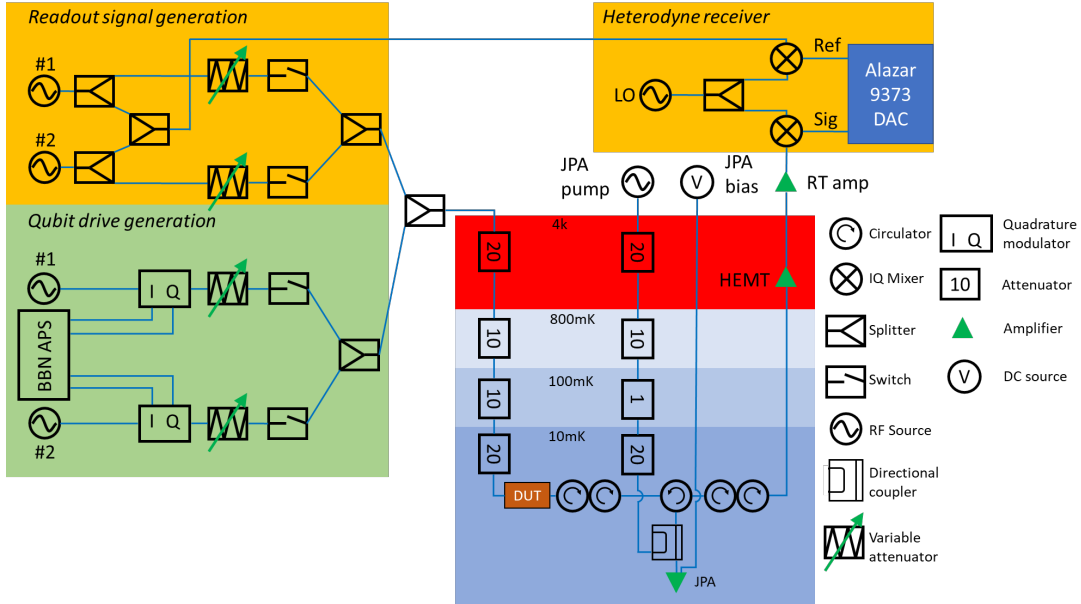 Readout signal generation
#1
#2
Qubit drive generation
#1
I Q
BBN APS
I Q
#2
Heterodyne receiver
LO
Ref
Sig
Alazar
9373
DAC
JPA
pump
V
JPA
bias
RT amp
4k
20
20
HEMT
800mK
10
10
100mK
10
1
10mK
20
20
DUT
JPA
Circulator
I Q
Quadrature
modulator
IQ Mixer
10
Attenuator
Splitter
Amplifier
Switch
V
DC source
RF Source
Directional
coupler
Variable
attenuator